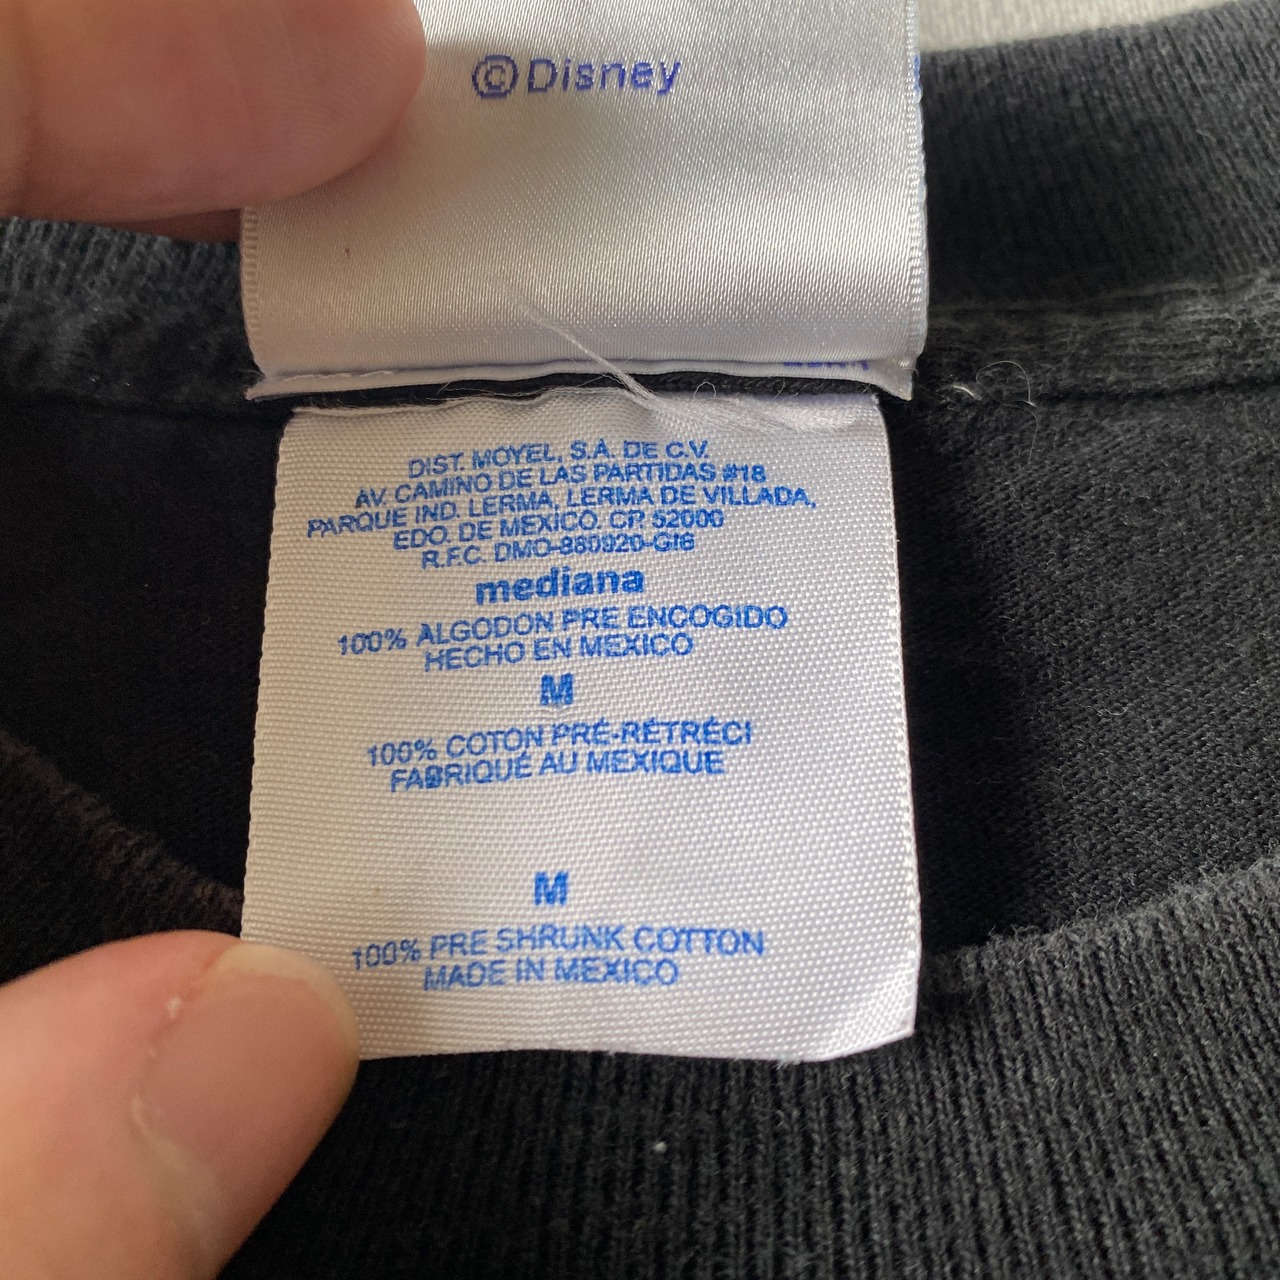 ©Disney
DIST. MOYEL, S.A. DE C.V.
AV. CAMINO DE LAS PARTIDAS #18
PARQUE IND. LERMA, LERMA DE VILLADA,
EDO. DE MEXICO. CP. 52000
R.F.C. DMO-880920-GI6
mediana
100% ALGODON PRE ENCOGIDO
HECHO EN MEXICO
M
100% COTON PRÉ-RÉTRÉCI
FABRIQUÉ AU MEXIQUE
M
100% PRE SHRUNK COTTON
MADE IN MEXICO